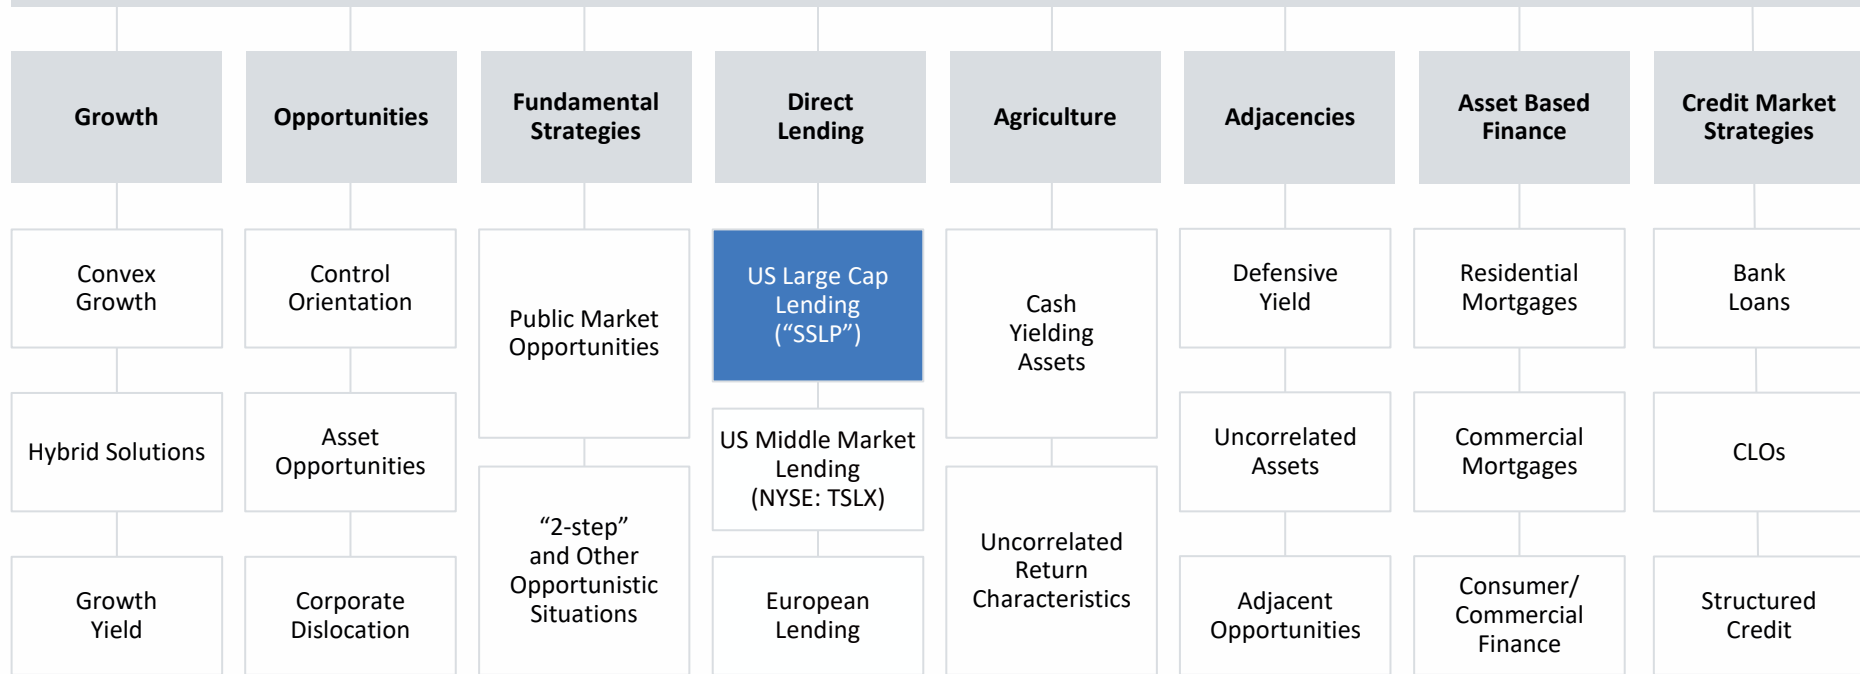 Growth
Opportunities
Fundamental
Strategies
Direct
Lending
Agriculture
Adjacencies
Asset Based
Finance
Credit Market
Strategies
Convex
Growth
Hybrid Solutions
Growth
Yield
Control
Orientation
Asset
Opportunities
Corporate
Dislocation
Public Market
Opportunities
“2-step”
and Other
Opportunistic
Situations
US Large Cap
Lending
(“SSLP”)
US Middle Market
Lending
(NYSE: TSLX)
European
Lending
Cash
Yielding
Assets
Uncorrelated
Return
Characteristics
Defensive
Yield
Uncorrelated
Assets
Adjacent
Opportunities
Residential
Mortgages
Commercial
Mortgages
Consumer/
Commercial
Finance
Bank
Loans
CLOs
Structured
Credit